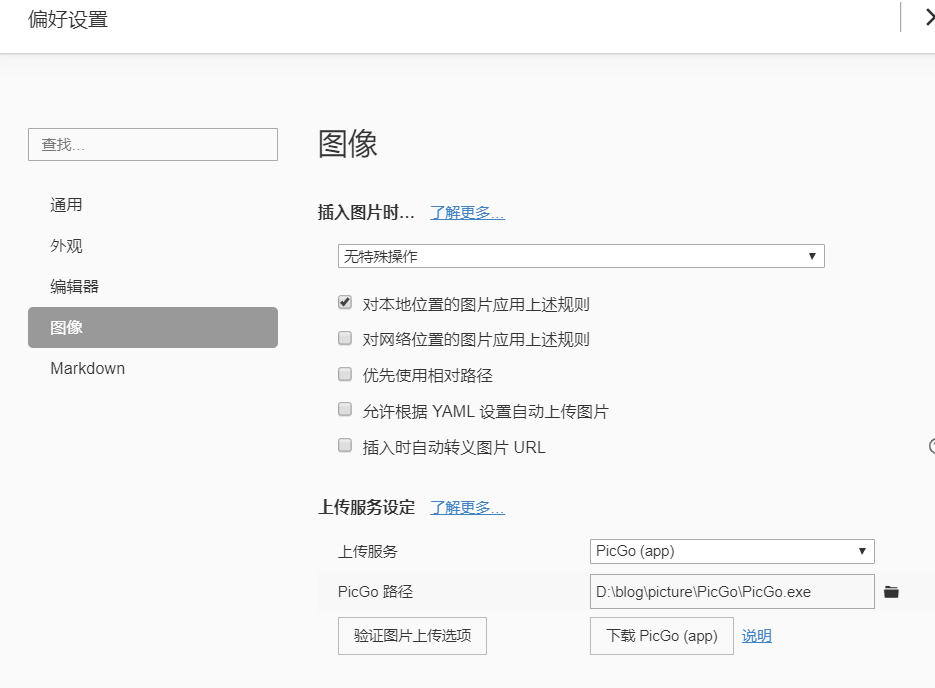 偏好设置
查找...
通用
外观
编辑器
图像
Markdown
图像
插入图片时... 了解更多...
无特殊操作
对本地位置的图片应用上述规则
对网络位置的图片应用上述规则
优先使用相对路径
允许根据 YAML 设置自动上传图片
插入时自动转义图片 URL
上传服务设定 了解更多...
上传服务 PicGo (app)
PicGo 路径 D:\blog\picture\PicGo\PicGo.exe
验证图片上传选项 下载 PicGo (app) 说明